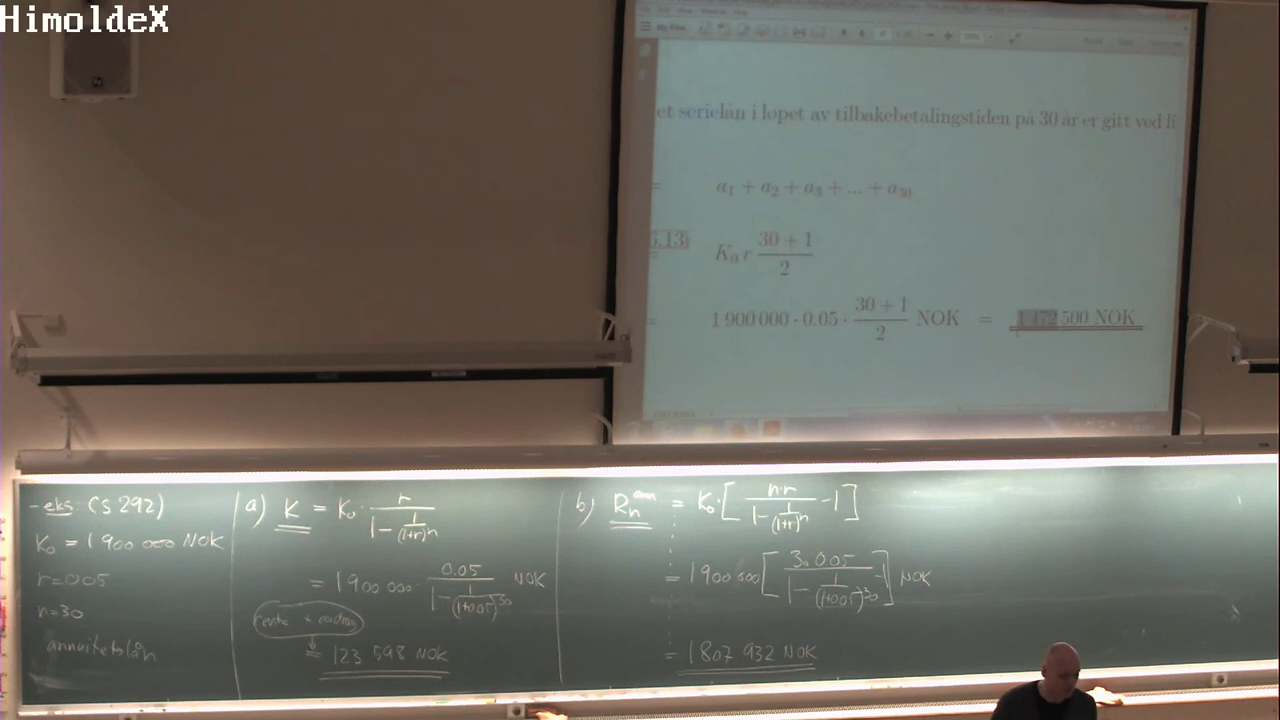 HimoldeX
et serielån i løpet av tilbakebetalingstiden på 30 år er gitt ved li
= a₁ + a₂ + a₃ + ... + a₃₀
6.13)
= K₀ r (30 + 1)/2
= 1 900 000 · 0.05 · (30 + 1)/2 NOK = 1 472 500 NOK
- eks: (S 292)
K₀ = 1 900 000 NOK
r = 0.05
n = 30
annuitetslån
a) K = K₀ · r/(1 - 1/(1+r)ⁿ)
= 1 900 000 · 0.05/(1 - 1/(1+0.05)³⁰) NOK
rente +
= 123 598 NOK
b) Rₙᵃⁿⁿ = K₀ · [ n·r/(1 - 1/(1+r)ⁿ) - 1 ]
= 1 900 000 [ 30·0.05/(1 - 1/(1+0.05)³⁰) - 1 ] NOK
= 1 807 932 NOK